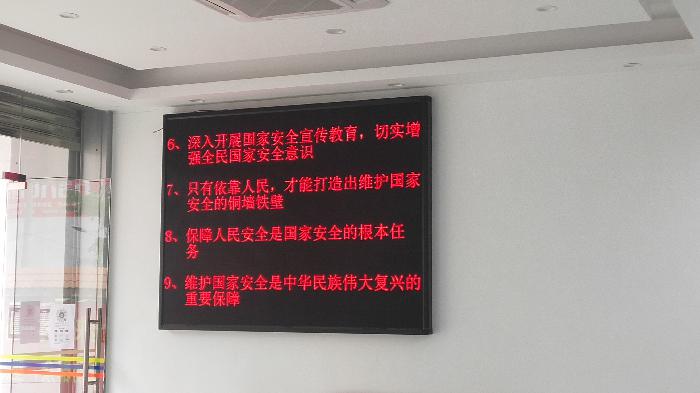 6、深入开展国家安全宣传教育，切实增
强全民国家安全意识
7、只有依靠人民，才能打造出维护国家
安全的铜墙铁壁
8、保障人民安全是国家安全的根本任
务
9、维护国家安全是中华民族伟大复兴的
重要保障